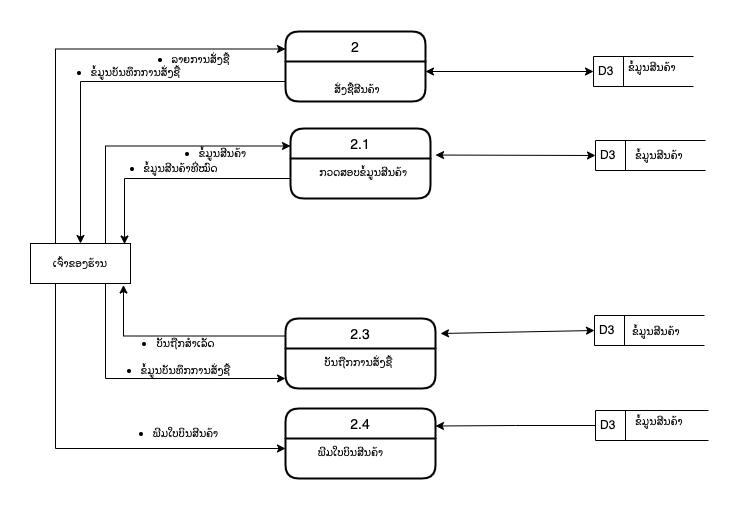 2
• ລາຍການສັ່ງຊື້
• ຂໍ້ມູນບັນທຶກການສັ່ງຊື້
ສັ່ງຊື້ສິນຄ້າ
D3 ຂໍ້ມູນສິນຄ້າ
2.1
• ຂໍ້ມູນສິນຄ້າ
• ຂໍ້ມູນສິນຄ້າທີ່ໝົດ
ກວດສອບຂໍ້ມູນສິນຄ້າ
D3 ຂໍ້ມູນສິນຄ້າ
ເຈົ້າຂອງຮ້ານ
2.3
• ບັນຖືກສຳເລັດ
• ຂໍ້ມູນບັນທຶກການສັ່ງຊື້
ບັນຖືກການສັ່ງຊື້
D3 ຂໍ້ມູນສິນຄ້າ
2.4
• ພີມໃບບິນສິນຄ້າ
ພີມໃບບິນສິນຄ້າ
D3 ຂໍ້ມູນສິນຄ້າ